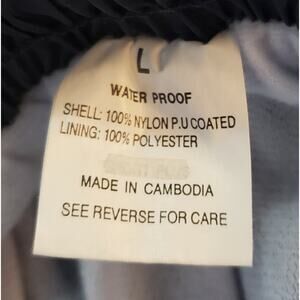 L
WATER PROOF
SHELL: 100% NYLON P.U COATED
LINING: 100% POLYESTER
MADE IN CAMBODIA
SEE REVERSE FOR CARE